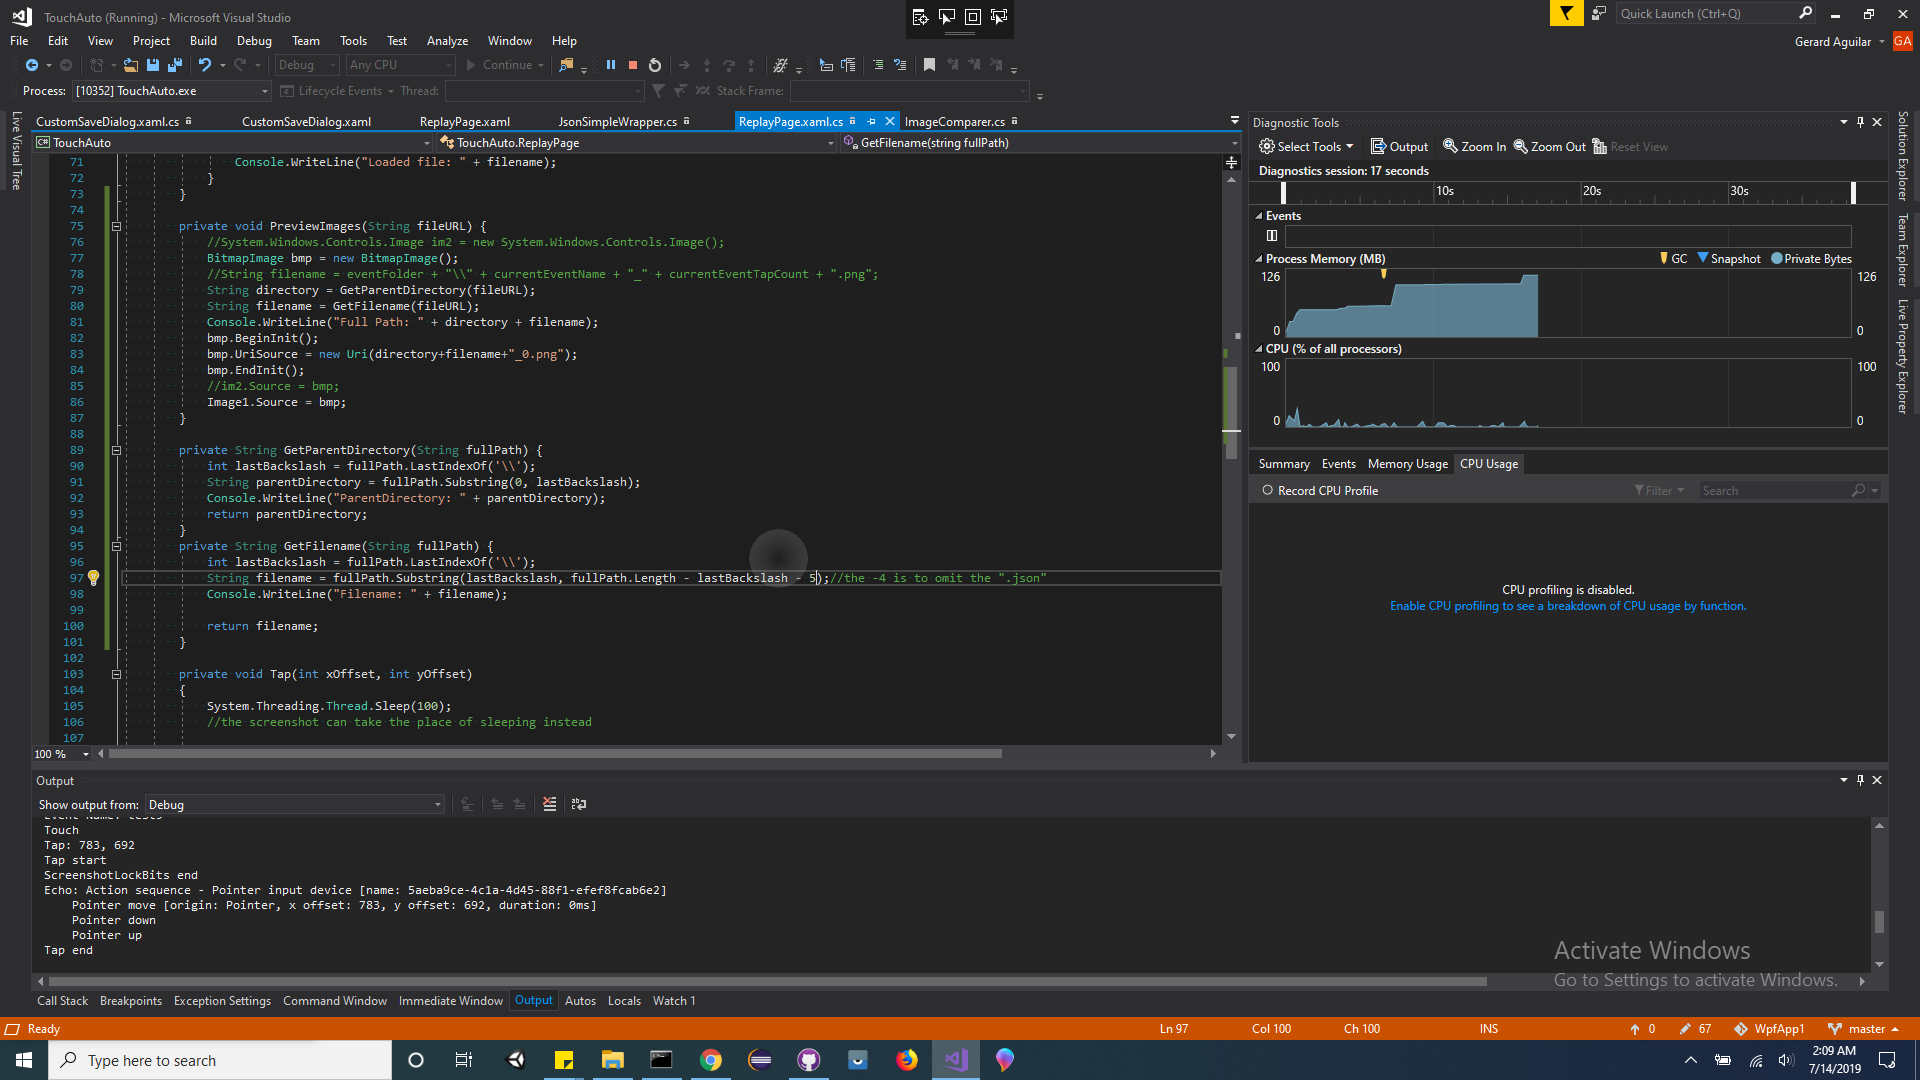 TouchAuto (Running) - Microsoft Visual Studio
Quick Launch (Ctrl+Q)
File Edit View Project Build Debug Team Tools Test Analyze Window Help
Gerard Aguilar GA
Debug Any CPU Continue
Process: [10352] TouchAuto.exe Lifecycle Events Thread: Stack Frame:
Live Visual Tree
CustomSaveDialog.xaml.cs CustomSaveDialog.xaml ReplayPage.xaml JsonSimpleWrapper.cs ReplayPage.xaml.cs ImageComparer.cs
TouchAuto TouchAuto.ReplayPage GetFilename(string fullPath)
71 Console.WriteLine("Loaded file: " + filename);
72 }
73 }
74
75 private void PreviewImages(String fileURL) {
76 //System.Windows.Controls.Image im2 = new System.Windows.Controls.Image();
77 BitmapImage bmp = new BitmapImage();
78 //String filename = eventFolder + "\\" + currentEventName + "_" + currentEventTapCount + ".png";
79 String directory = GetParentDirectory(fileURL);
80 String filename = GetFilename(fileURL);
81 Console.WriteLine("Full Path: " + directory + filename);
82 bmp.BeginInit();
83 bmp.UriSource = new Uri(directory+filename+"_0.png");
84 bmp.EndInit();
85 //im2.Source = bmp;
86 Image1.Source = bmp;
87 }
88
89 private String GetParentDirectory(String fullPath) {
90 int lastBackslash = fullPath.LastIndexOf('\\');
91 String parentDirectory = fullPath.Substring(0, lastBackslash);
92 Console.WriteLine("ParentDirectory: " + parentDirectory);
93 return parentDirectory;
94 }
95 private String GetFilename(String fullPath) {
96 int lastBackslash = fullPath.LastIndexOf('\\');
97 String filename = fullPath.Substring(lastBackslash, fullPath.Length - lastBackslash - 5);//the -4 is to omit the ".json"
98 Console.WriteLine("Filename: " + filename);
99
100 return filename;
101 }
102
103 private void Tap(int xOffset, int yOffset)
104 {
105 System.Threading.Thread.Sleep(100);
106 //the screenshot can take the place of sleeping instead
107
100 %
Diagnostic Tools
Select Tools Output Zoom In Zoom Out Reset View
Diagnostics session: 17 seconds
10s 20s 30s
Events
Process Memory (MB) GC Snapshot Private Bytes
126 126
0 0
CPU (% of all processors)
100 100
0 0
Summary Events Memory Usage CPU Usage
Record CPU Profile Filter Search
CPU profiling is disabled.
Enable CPU profiling to see a breakdown of CPU usage by function.
Solution Explorer
Team Explorer
Live Property Explorer
Output
Show output from: Debug
Touch
Tap: 783, 692
Tap start
ScreenshotLockBits end
Echo: Action sequence - Pointer input device [name: 5aeba9ce-4c1a-4d45-88f1-efef8fcab6e2]
Pointer move [origin: Pointer, x offset: 783, y offset: 692, duration: 0ms]
Pointer down
Pointer up
Tap end
Activate Windows
Go to Settings to activate Windows.
Call Stack Breakpoints Exception Settings Command Window Immediate Window Output Autos Locals Watch 1
Ready Ln 97 Col 100 Ch 100 INS 0 67 WpfApp1 master
Type here to search
2:09 AM
7/14/2019